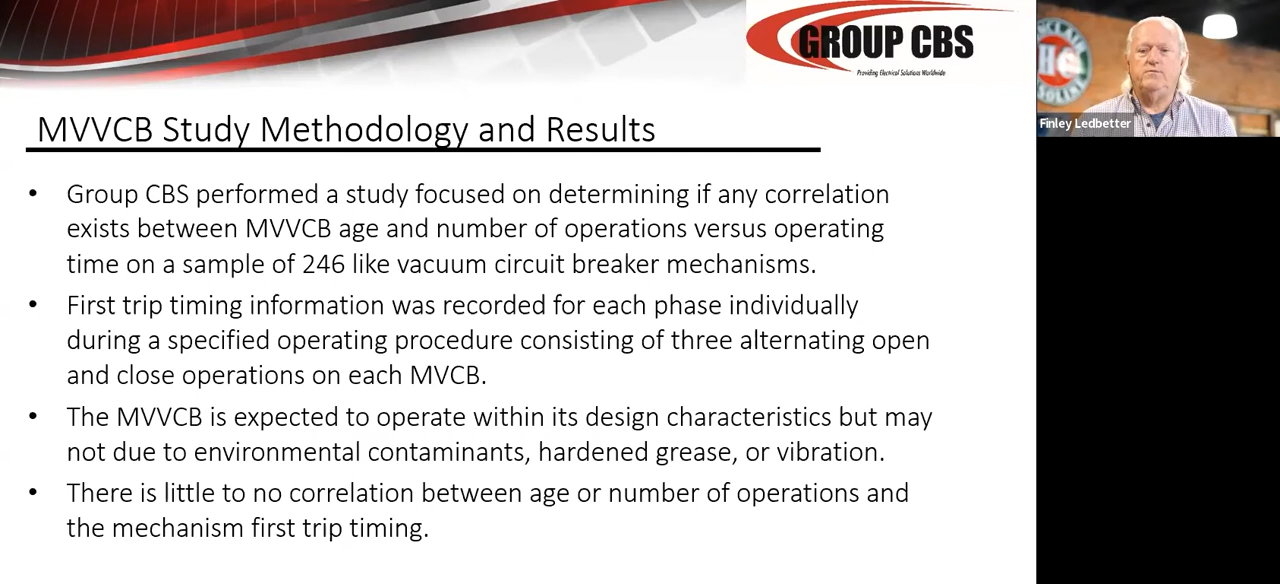 GROUP CBS
Providing Electrical Solutions Worldwide
MVVCB Study Methodology and Results
• Group CBS performed a study focused on determining if any correlation
exists between MVVCB age and number of operations versus operating
time on a sample of 246 like vacuum circuit breaker mechanisms.
• First trip timing information was recorded for each phase individually
during a specified operating procedure consisting of three alternating open
and close operations on each MVCB.
• The MVVCB is expected to operate within its design characteristics but may
not due to environmental contaminants, hardened grease, or vibration.
• There is little to no correlation between age or number of operations and
the mechanism first trip timing.
Finley Ledbetter